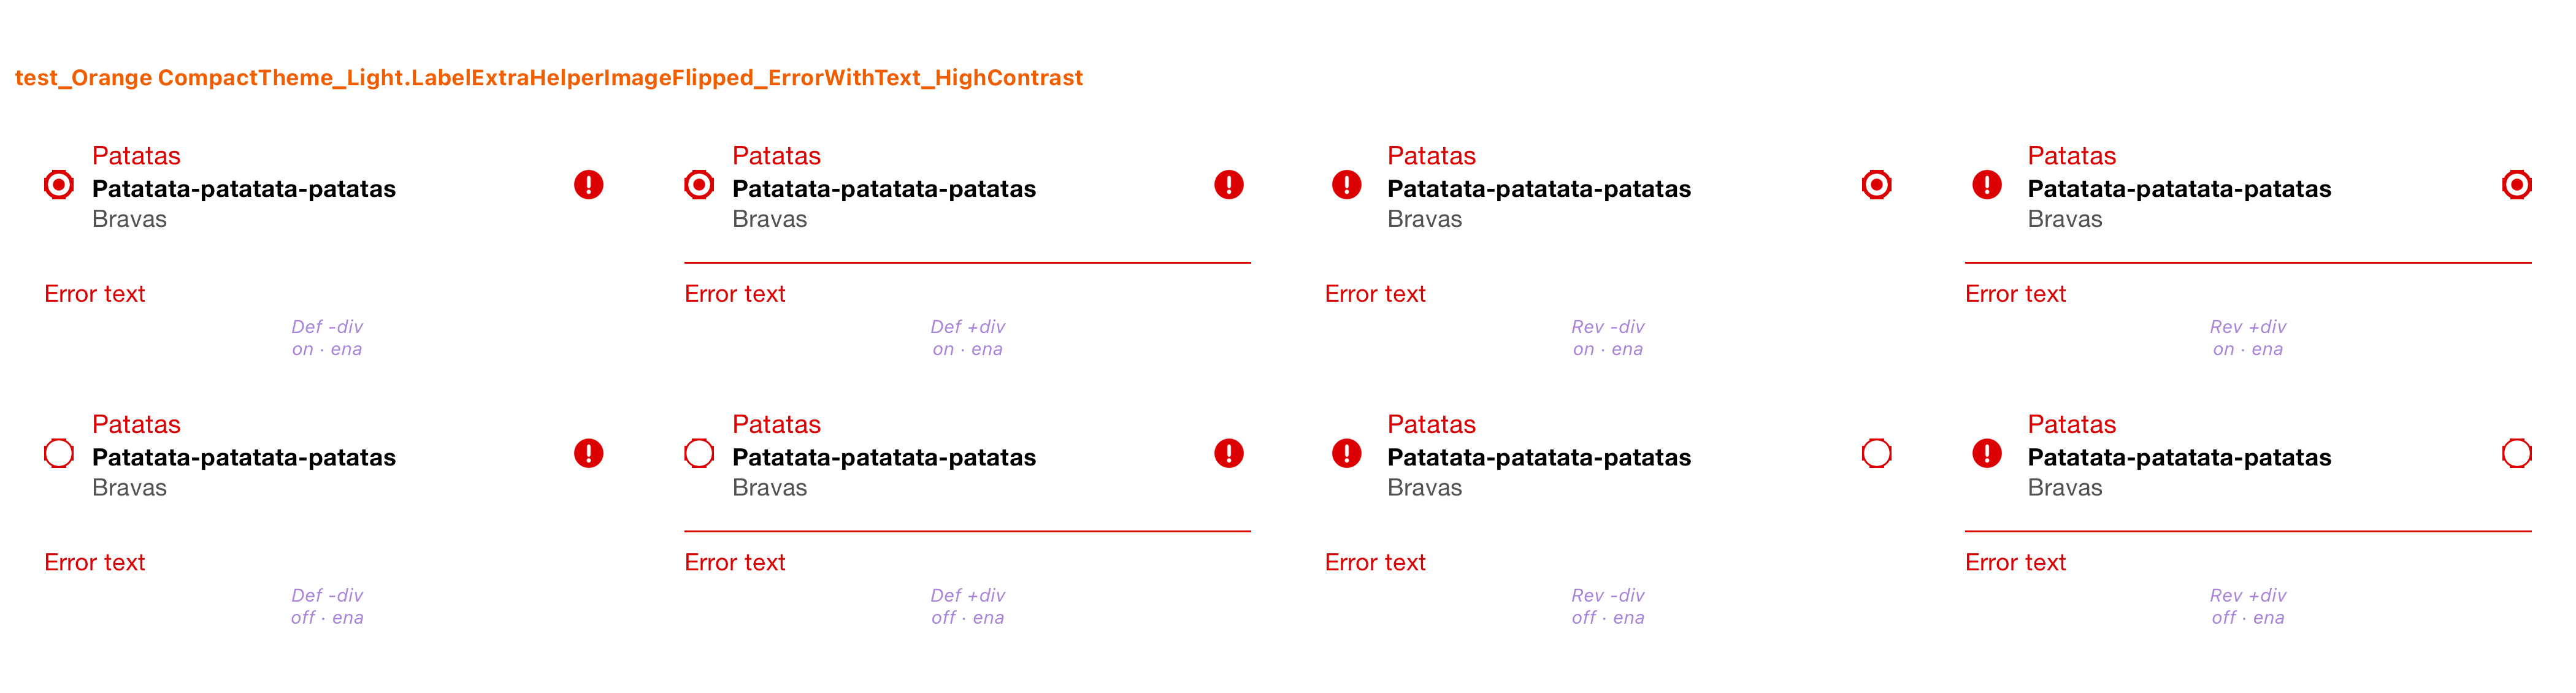 test_Orange CompactTheme_Light.LabelExtraHelperImageFlipped_ErrorWithText_HighContrast
Patatas
Patatata-patatata-patatas
Bravas
Error text
Def -div
on · ena
Patatas
Patatata-patatata-patatas
Bravas
Error text
Def +div
on · ena
Patatas
Patatata-patatata-patatas
Bravas
Error text
Rev -div
on · ena
Patatas
Patatata-patatata-patatas
Bravas
Error text
Rev +div
on · ena
Patatas
Patatata-patatata-patatas
Bravas
Error text
Def -div
off · ena
Patatas
Patatata-patatata-patatas
Bravas
Error text
Def +div
off · ena
Patatas
Patatata-patatata-patatas
Bravas
Error text
Rev -div
off · ena
Patatas
Patatata-patatata-patatas
Bravas
Error text
Rev +div
off · ena